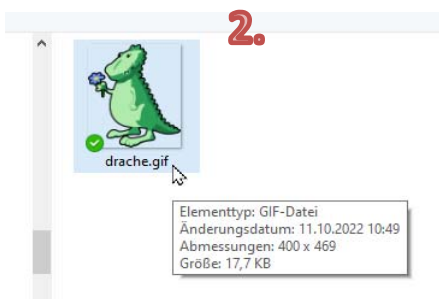 2.
drache.gif
Elementtyp: GIF-Datei
Änderungsdatum: 11.10.2022 10:49
Abmessungen: 400 x 469
Größe: 17,7 KB